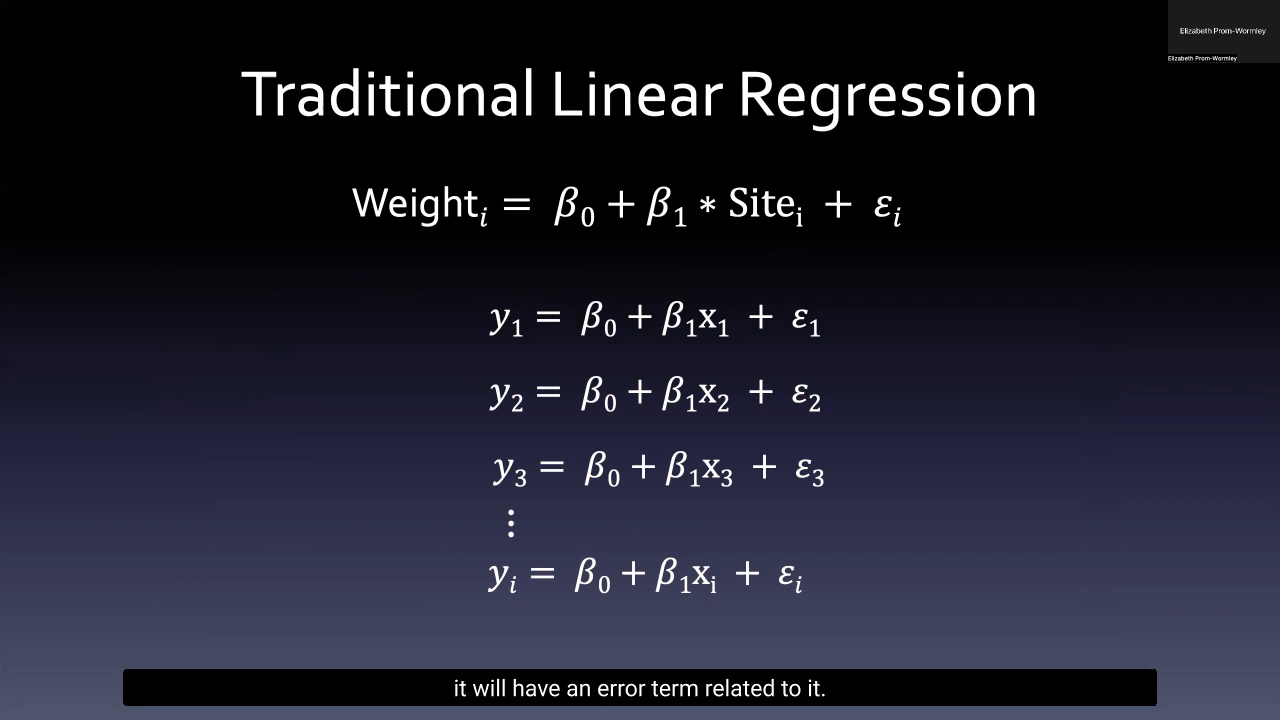 Elizabeth Prom-Wormley
Elizabeth Prom-Wormley
Traditional Linear Regression
Weightᵢ = β₀ + β₁ ∗ Siteᵢ + εᵢ
y₁ = β₀ + β₁x₁ + ε₁
y₂ = β₀ + β₁x₂ + ε₂
y₃ = β₀ + β₁x₃ + ε₃
⋮
yᵢ = β₀ + β₁xᵢ + εᵢ
it will have an error term related to it.